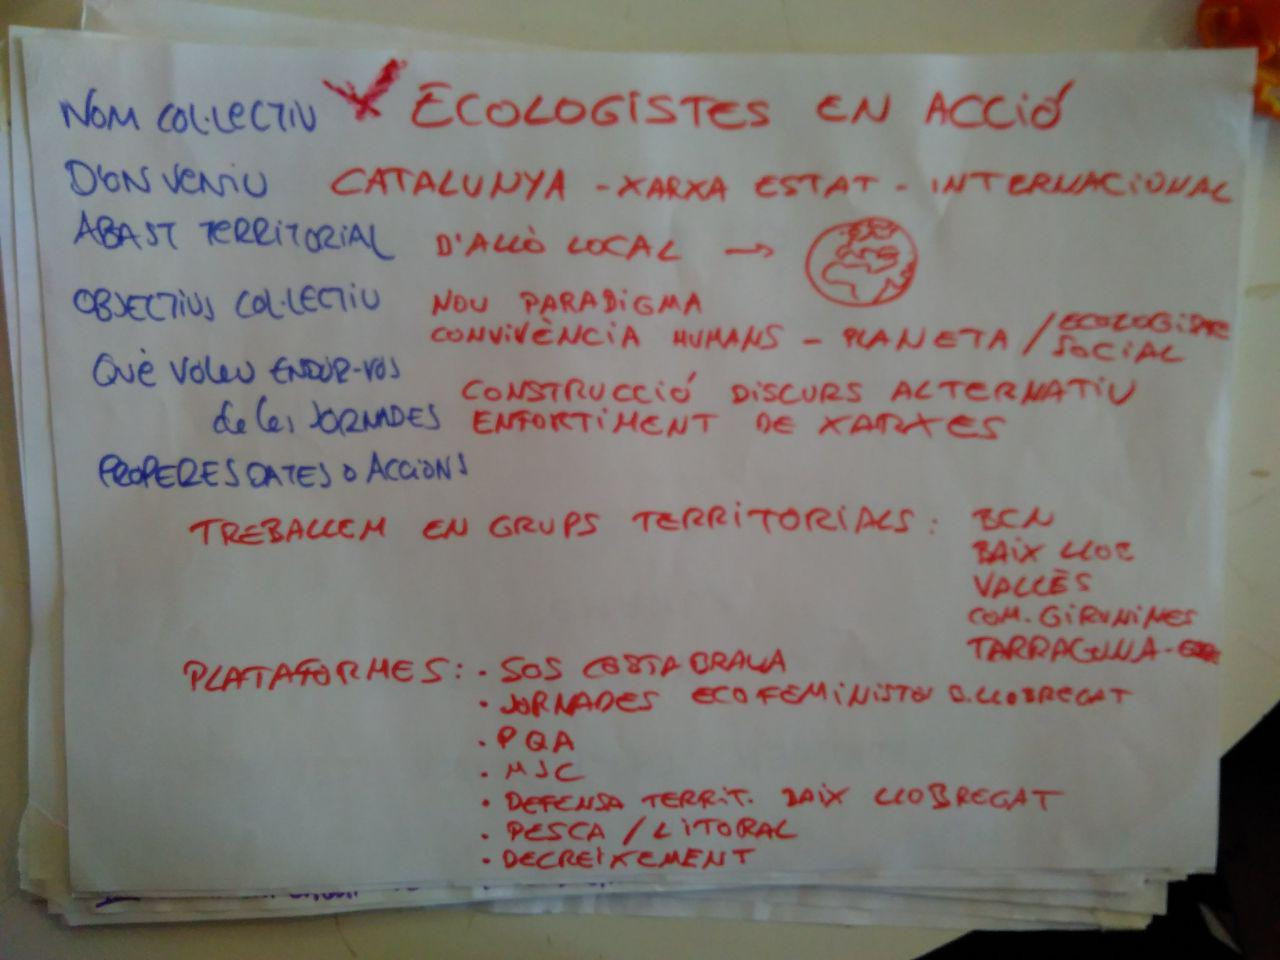 NOM COL·LECTIU ECOLOGISTES EN ACCIÓ
D'ON VENIU CATALUNYA - XARXA ESTAT - INTERNACIONAL
ABAST TERRITORIAL D'ALLÒ LOCAL →
OBJECTIUS COL·LECTIU NOU PARADIGMA
CONVIVÈNCIA HUMANS - PLANETA / ECOLOGISME SOCIAL
QUÈ VOLEU ENDUR-VOS
de les JORNADES
CONSTRUCCIÓ DISCURS ALTERNATIU
ENFORTIMENT DE XARXES
PROPERES DATES O ACCIONS
TREBALLEM EN GRUPS TERRITORIALS: BCN
BAIX LLOB
VALLÈS
COM. GIRONINES
TARRAGONA -
PLATAFORMES: · SOS COSTA BRAVA
· JORNADES ECOFEMINISTES B. LLOBREGAT
· PQA
· MJC
· DEFENSA TERRIT. BAIX LLOBREGAT
· PESCA / LITORAL
· DECREIXEMENT